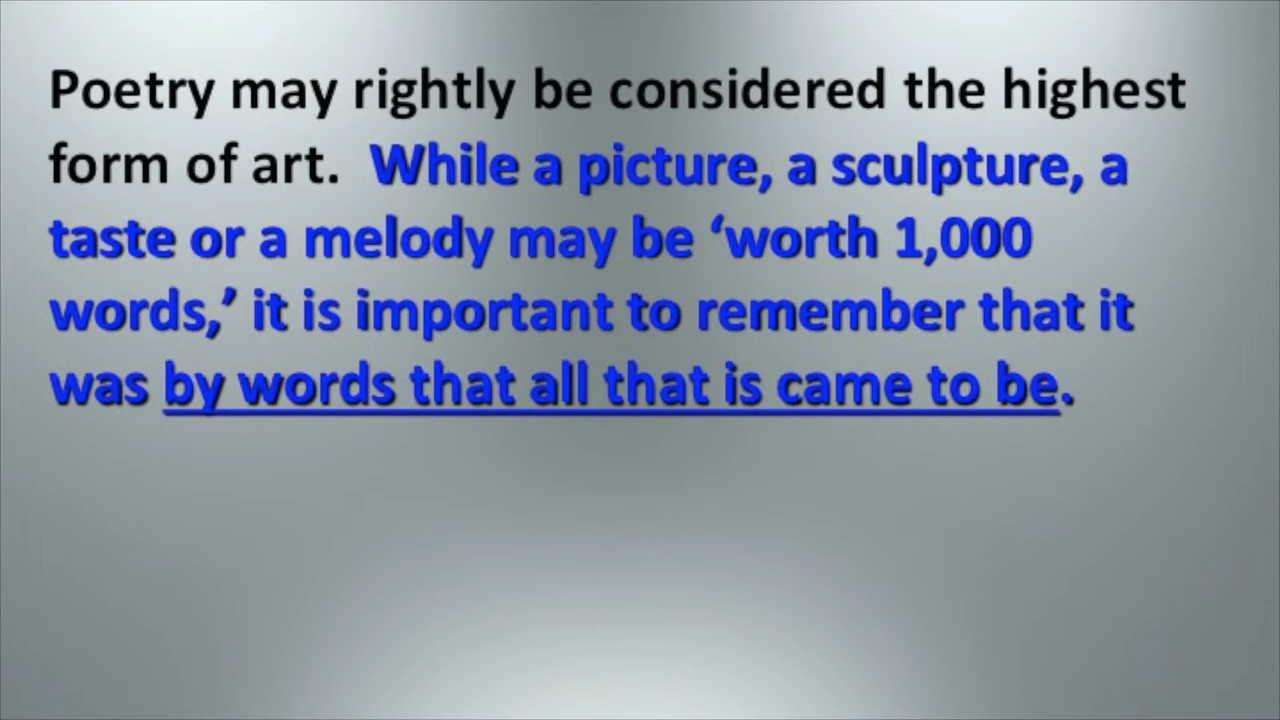 Poetry may rightly be considered the highest
form of art.  While a picture, a sculpture, a
taste or a melody may be ‘worth 1,000
words,’ it is important to remember that it
was by words that all that is came to be.